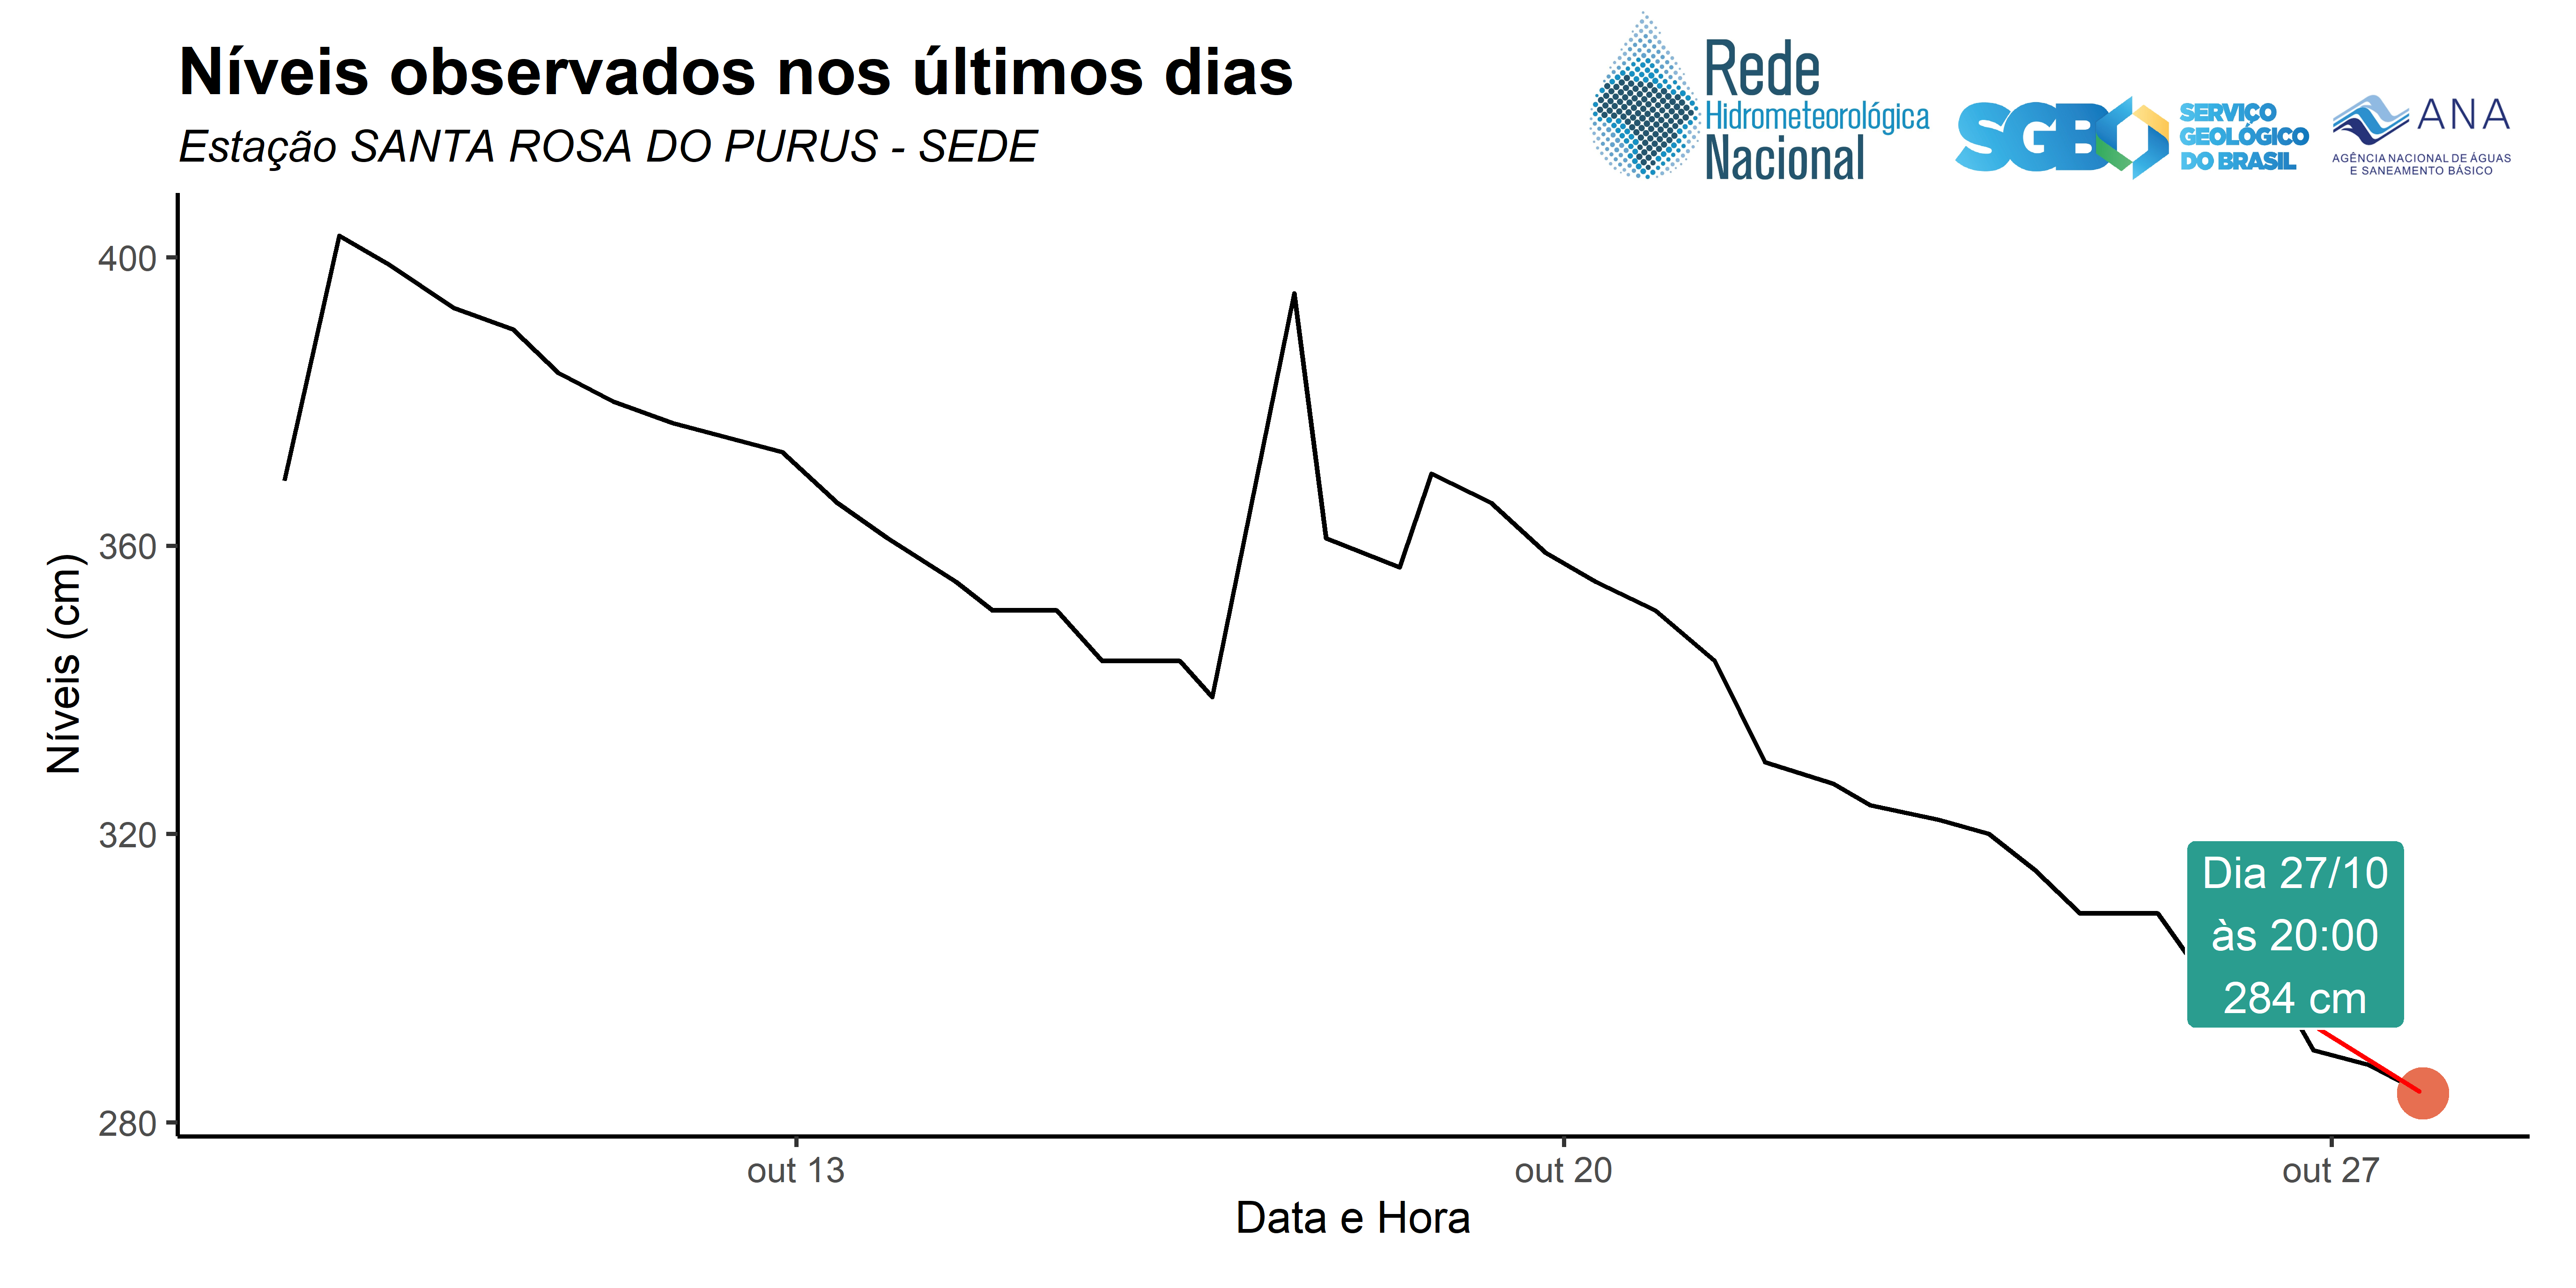 Níveis observados nos últimos dias
Estação SANTA ROSA DO PURUS - SEDE
Rede
Hidrometeorológica
Nacional
SGB
SERVIÇO
GEOLÓGICO
DO BRASIL
ANA
AGÊNCIA NACIONAL DE ÁGUAS
E SANEAMENTO BÁSICO
Níveis (cm)
400
360
320
280
Dia 27/10
às 20:00
284 cm
out 13
out 20
out 27
Data e Hora